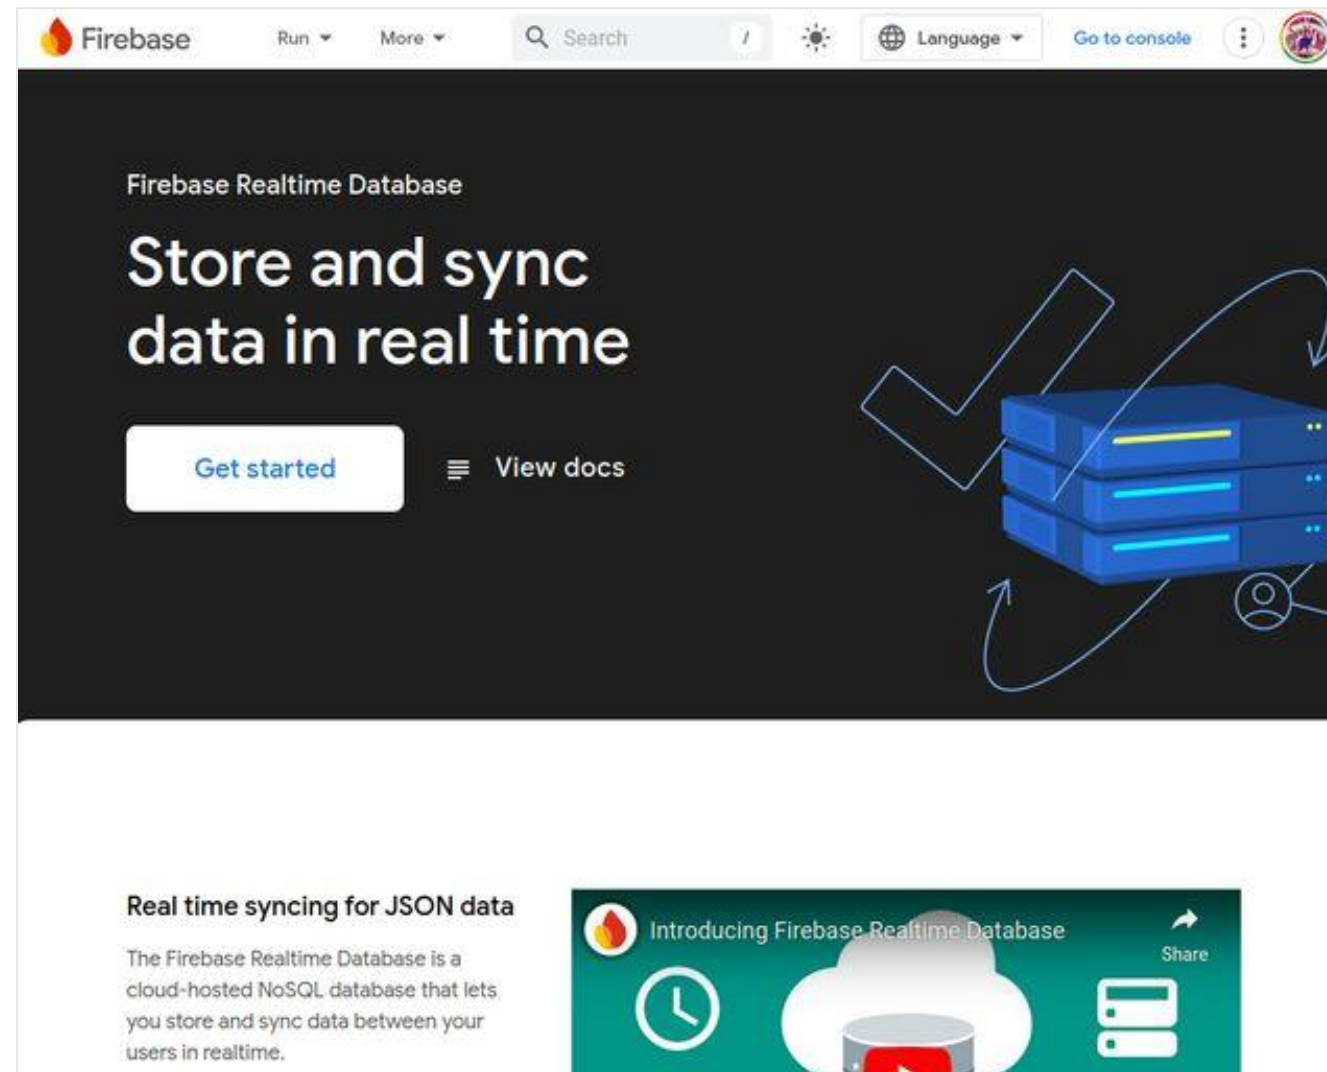 Firebase
Run
More
Search
/
Language
Go to console
Firebase Realtime Database
Store and sync
data in real time
Get started
View docs
Real time syncing for JSON data
The Firebase Realtime Database is a
cloud-hosted NoSQL database that lets
you store and sync data between your
users in realtime.
Introducing Firebase Realtime Database
Share